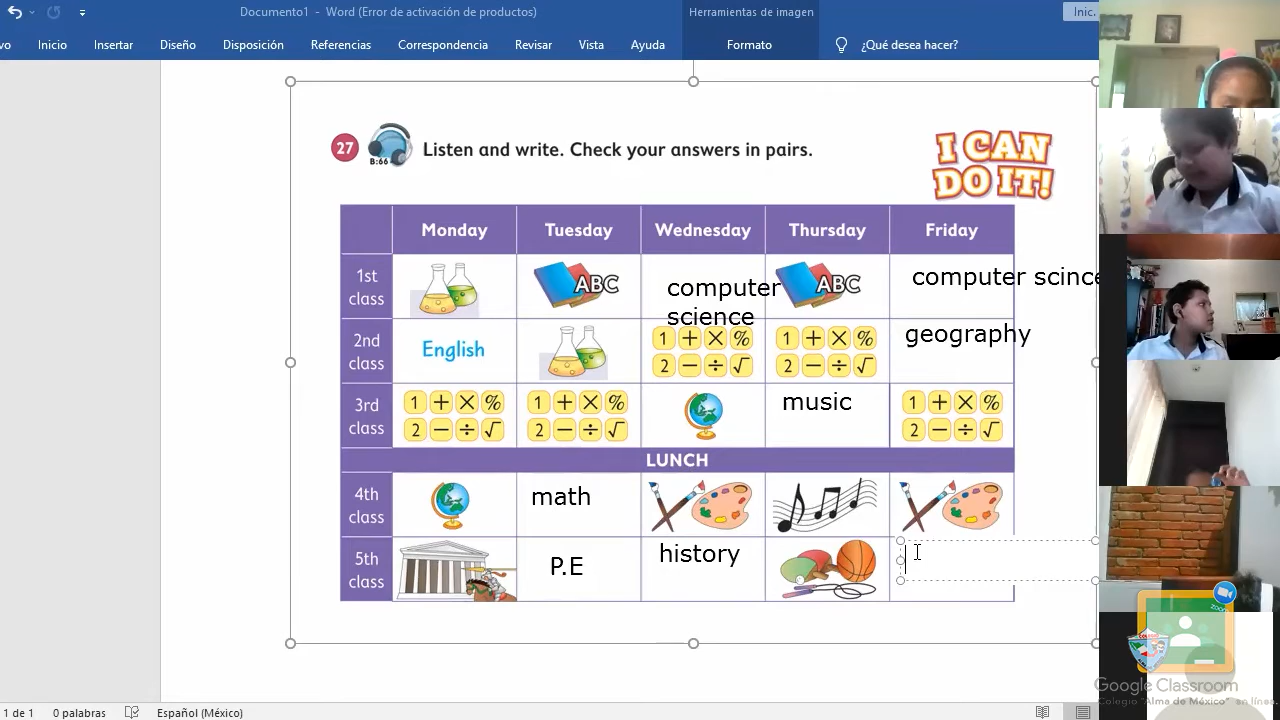 Documento1 - Word (Error de activación de productos)
Herramientas de imagen
Inic.
vo
Inicio
Insertar
Diseño
Disposición
Referencias
Correspondencia
Revisar
Vista
Ayuda
Formato
¿Qué desea hacer?
27
B:66
Listen and write. Check your answers in pairs.
I CAN
DO IT!
Monday
Tuesday
Wednesday
Thursday
Friday
1st
class
ABC
computer
science
ABC
computer scince
2nd
class
English
1 + × %
2 − ÷ √
1 + × %
2 − ÷ √
geography
3rd
class
1 + × %
2 − ÷ √
1 + × %
2 − ÷ √
music
1 + × %
2 − ÷ √
LUNCH
4th
class
math
5th
class
P.E
history
zoom
COLEGIO
Google Classroom
Colegio "Alma de México" en línea
1 de 1
0 palabras
Español (México)